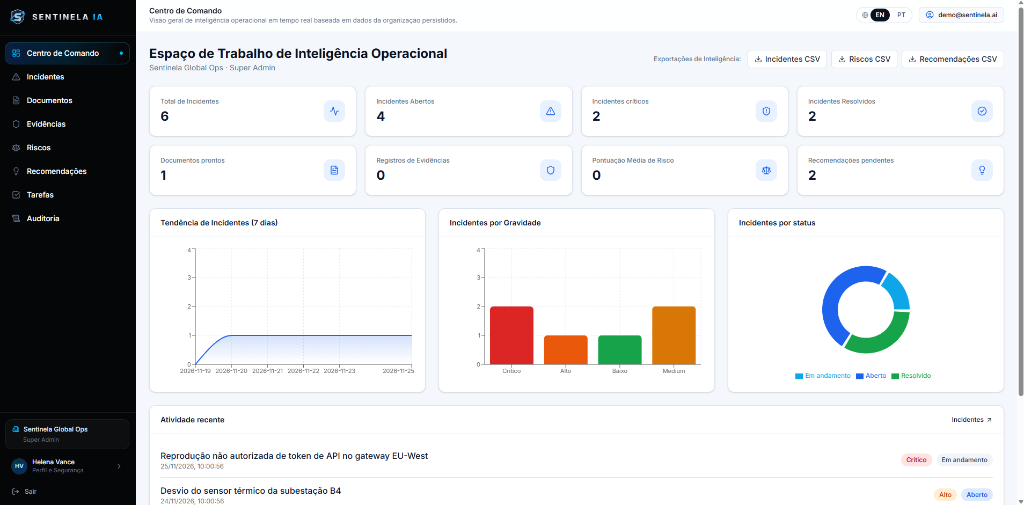 SENTINELA IA
Centro de Comando
Incidentes
Documentos
Evidências
Riscos
Recomendações
Tarefas
Auditoria
Sentinela Global Ops
Super Admin
HV
Helena Vance
Perfil e Segurança
Sair
Centro de Comando
Visão geral de inteligência operacional em tempo real baseada em dados da organização persistidos.
EN PT
demo@sentinela.ai
Espaço de Trabalho de Inteligência Operacional
Sentinela Global Ops · Super Admin
Exportações de Inteligência:
Incidentes CSV
Riscos CSV
Recomendações CSV
Total de Incidentes
6
Incidentes Abertos
4
Incidentes críticos
2
Incidentes Resolvidos
2
Documentos prontos
1
Registros de Evidências
0
Pontuação Média de Risco
0
Recomendações pendentes
2
Tendência de Incidentes (7 dias)
4
3
2
1
0
2026-11-19 2026-11-20 2026-11-21 2026-11-22 2026-11-23 2026-11-25
Incidentes por Gravidade
4
3
2
1
0
Crítico Alto Baixo Medium
Incidentes por status
Em andamento Aberto Resolvido
Atividade recente
Incidentes
Reprodução não autorizada de token de API no gateway EU-West
25/11/2026, 10:00:56
Crítico
Em andamento
Desvio do sensor térmico da subestação B4
24/11/2026, 10:00:56
Alto
Aberto